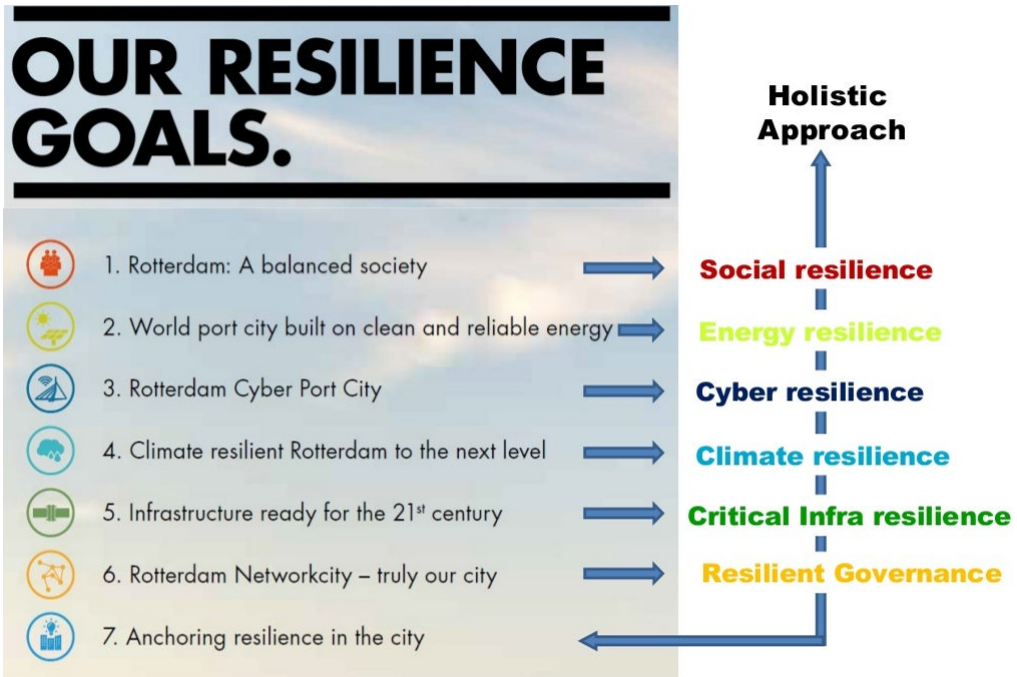 OUR RESILIENCE
GOALS.
Holistic
Approach
1. Rotterdam: A balanced society
Social resilience
2. World port city built on clean and reliable energy
Energy resilience
3. Rotterdam Cyber Port City
Cyber resilience
4. Climate resilient Rotterdam to the next level
Climate resilience
5. Infrastructure ready for the 21st century
Critical Infra resilience
6. Rotterdam Networkcity – truly our city
Resilient Governance
7. Anchoring resilience in the city